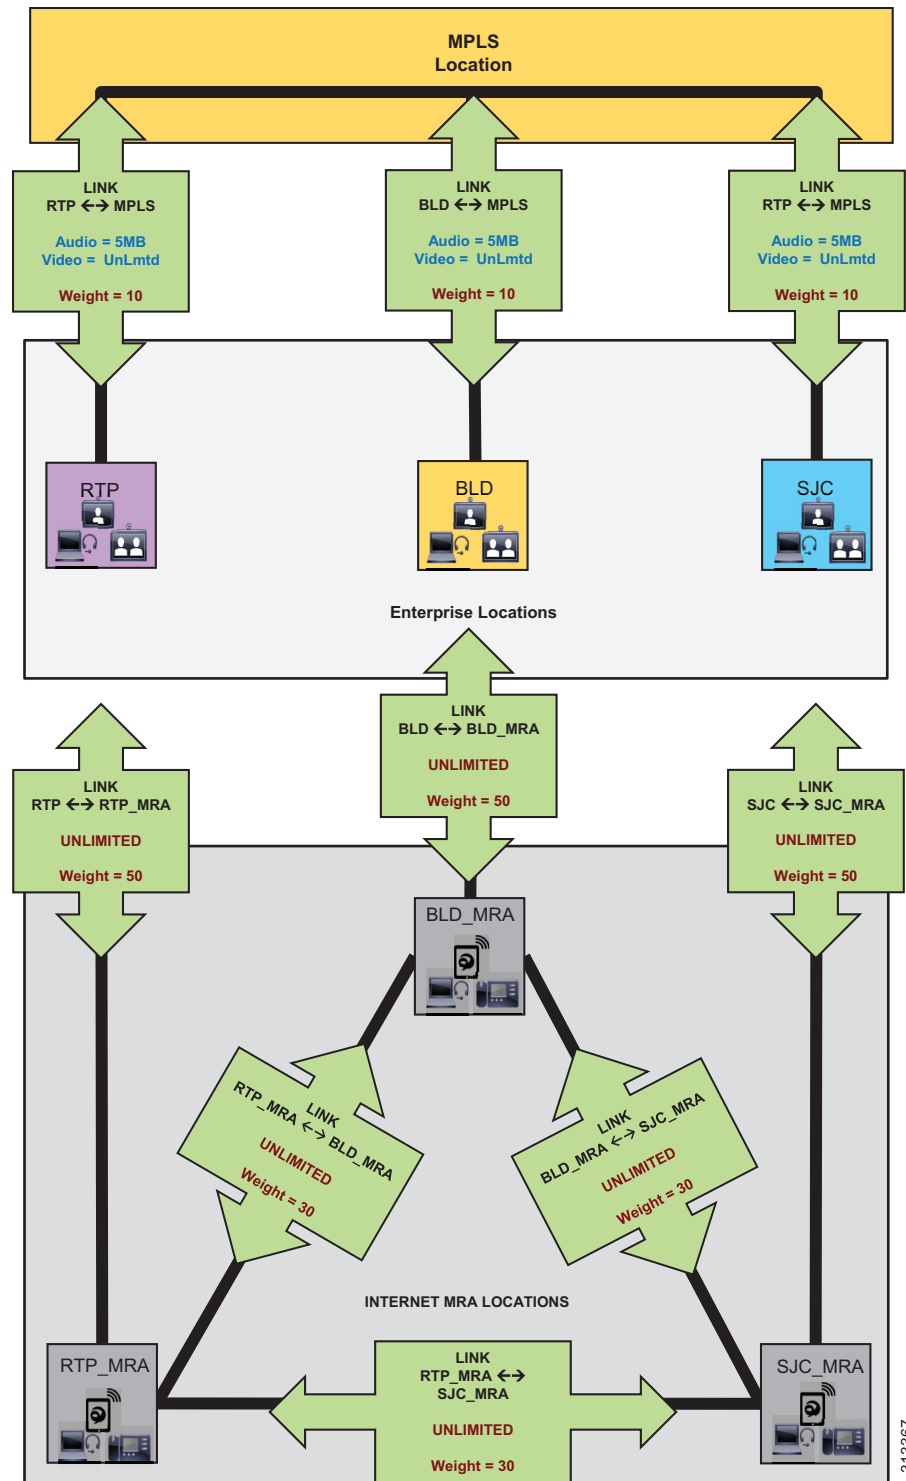 MPLS
Location
LINK
RTP ←→ MPLS
Audio = 5MB
Video = UnLmtd
Weight = 10
LINK
BLD ←→ MPLS
Audio = 5MB
Video = UnLmtd
Weight = 10
LINK
RTP ←→ MPLS
Audio = 5MB
Video = UnLmtd
Weight = 10
RTP
BLD
SJC
Enterprise Locations
LINK
BLD ←→ BLD_MRA
UNLIMITED
Weight = 50
LINK
RTP ←→ RTP_MRA
UNLIMITED
Weight = 50
LINK
SJC ←→ SJC_MRA
UNLIMITED
Weight = 50
BLD_MRA
LINK
RTP_MRA ←→ BLD_MRA
UNLIMITED
Weight = 30
LINK
BLD_MRA ←→ SJC_MRA
UNLIMITED
Weight = 30
INTERNET MRA LOCATIONS
RTP_MRA
LINK
RTP_MRA ←→
SJC_MRA
UNLIMITED
Weight = 30
SJC_MRA